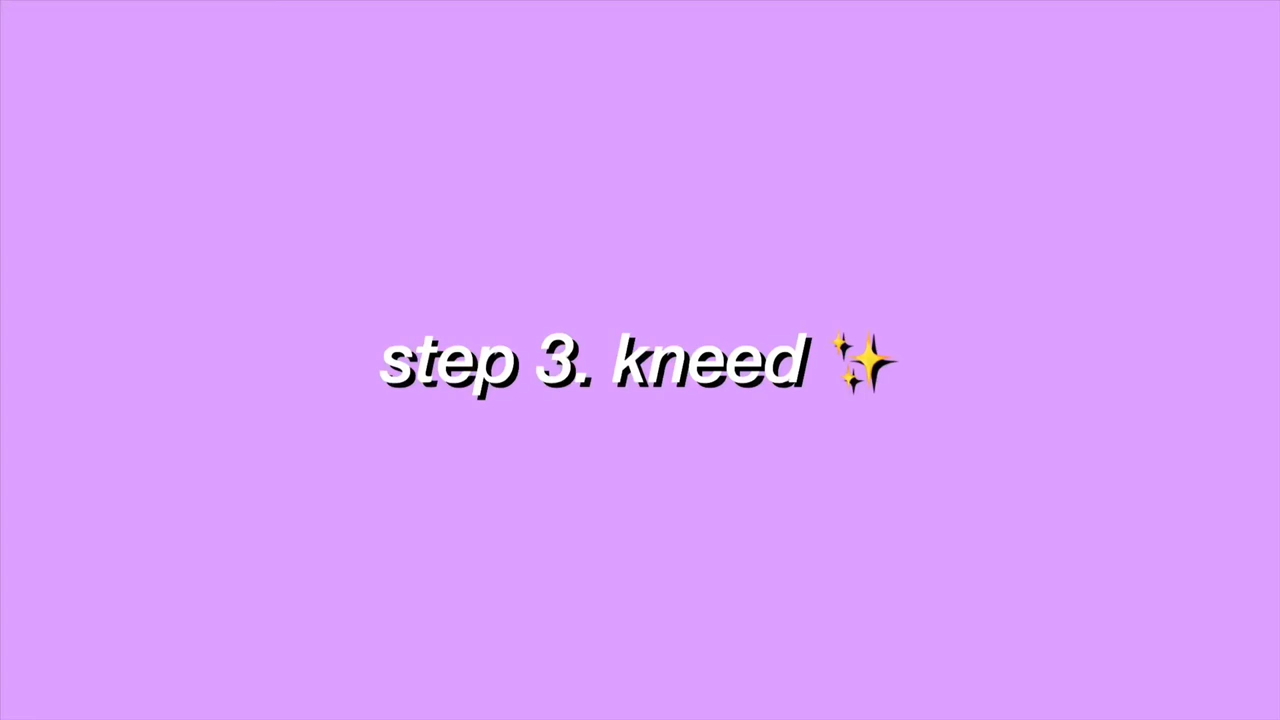 step 3. kneed ✨